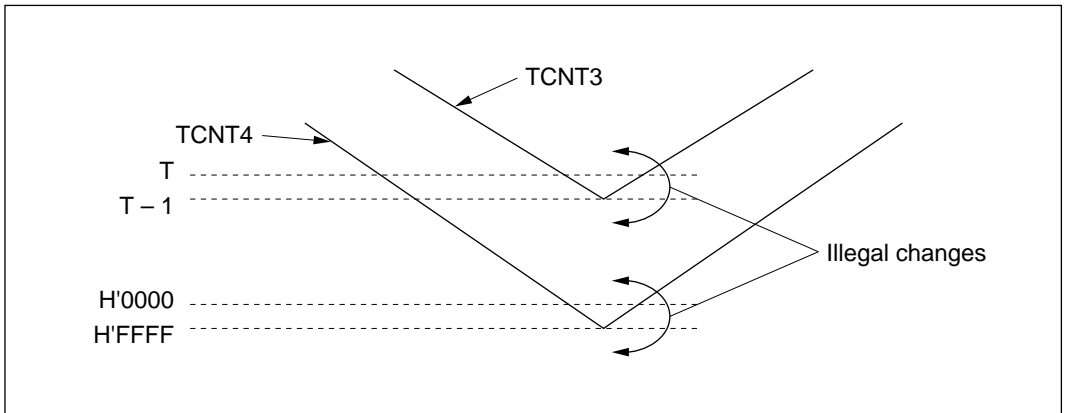 TCNT3
TCNT4
T
T – 1
Illegal changes
H'0000
H'FFFF